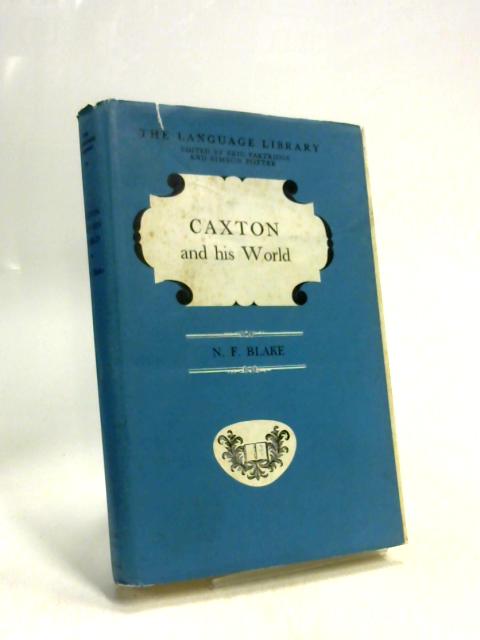 THE LANGUAGE LIBRARY
EDITED BY ERIC PARTRIDGE
AND SIMEON POTTER
CAXTON
and his World
N. F. BLAKE